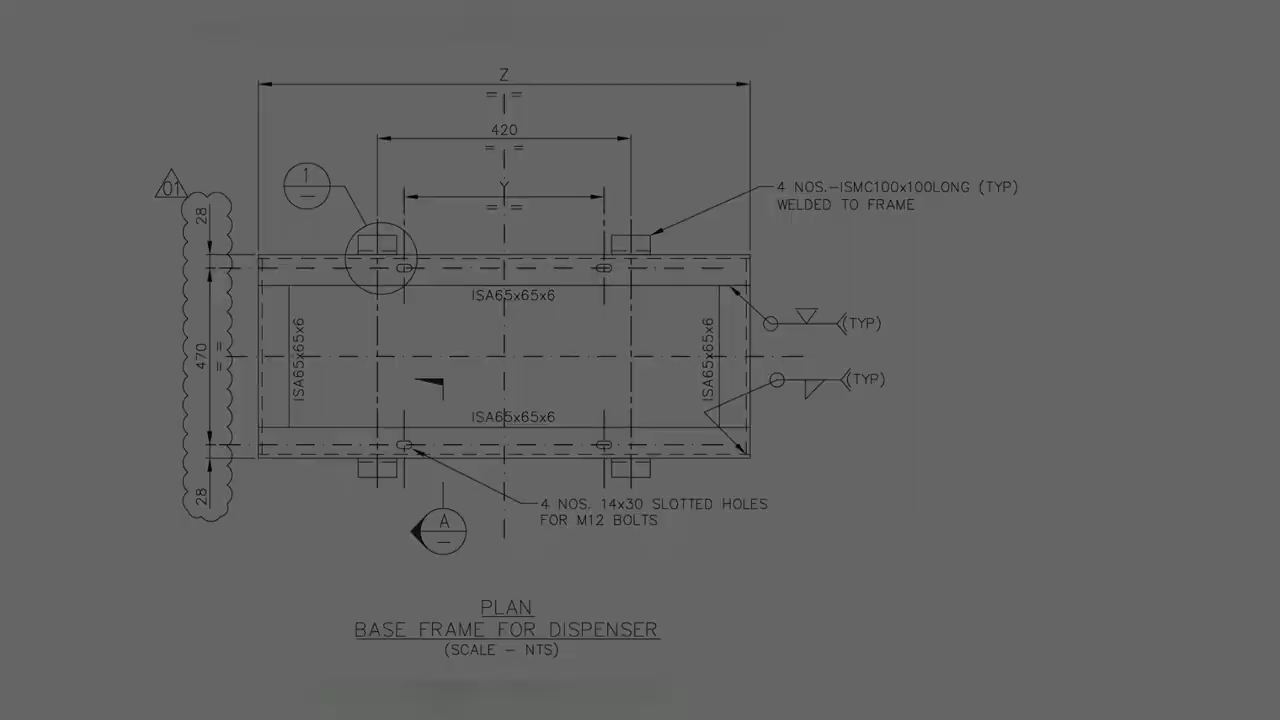 Z
= =
420
= =
1
01
Y
= =
4 NOS.-ISMC100x100LONG (TYP)
WELDED TO FRAME
28
ISA65x65x6
(TYP)
470
=
ISA65x65x6
ISA65x65x6
(TYP)
ISA65x65x6
28
4 NOS. 14x30 SLOTTED HOLES
FOR M12 BOLTS
A
PLAN
BASE FRAME FOR DISPENSER
(SCALE - NTS)